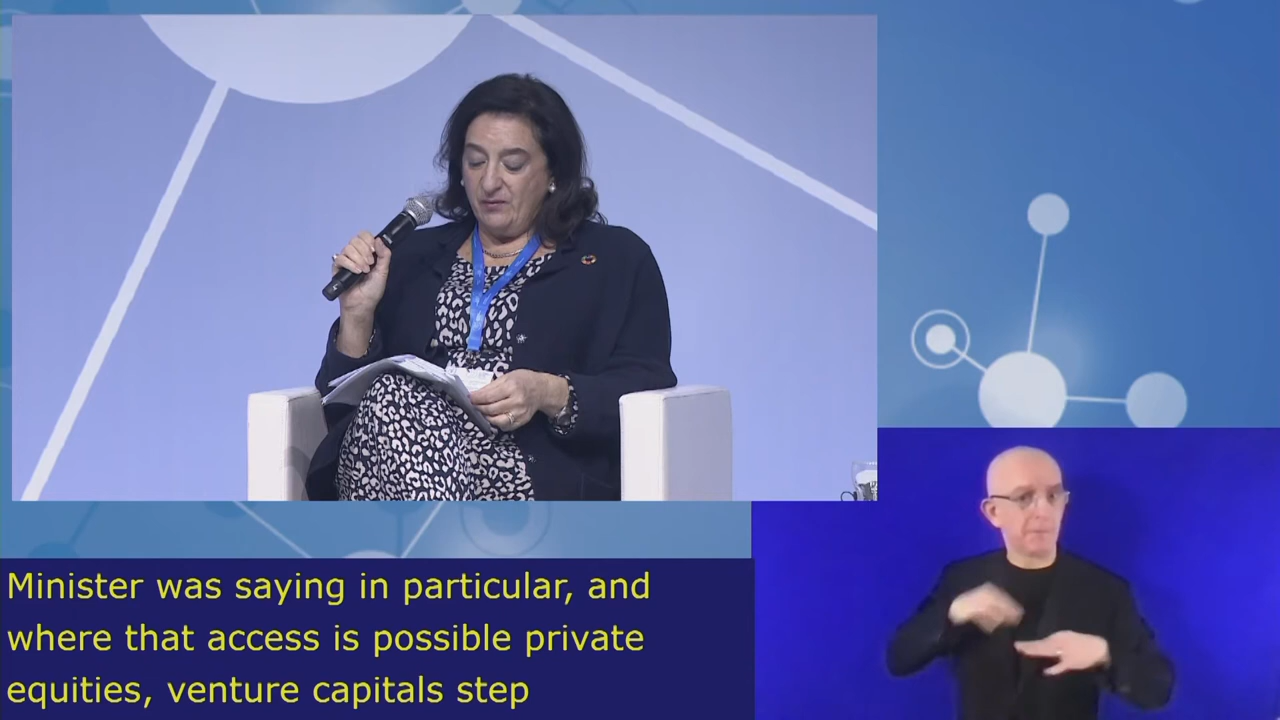 Minister was saying in particular, and
where that access is possible private
equities, venture capitals step